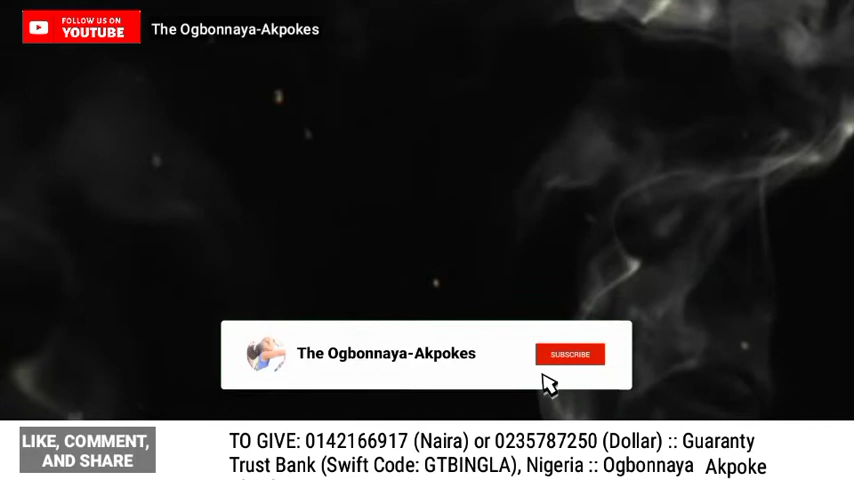 FOLLOW US ON
YOUTUBE
The Ogbonnaya-Akpokes
The Ogbonnaya-Akpokes
SUBSCRIBE
LIKE, COMMENT,
AND SHARE
TO GIVE: 0142166917 (Naira) or 0235787250 (Dollar) :: Guaranty
Trust Bank (Swift Code: GTBINGLA), Nigeria :: Ogbonnaya Akpoke